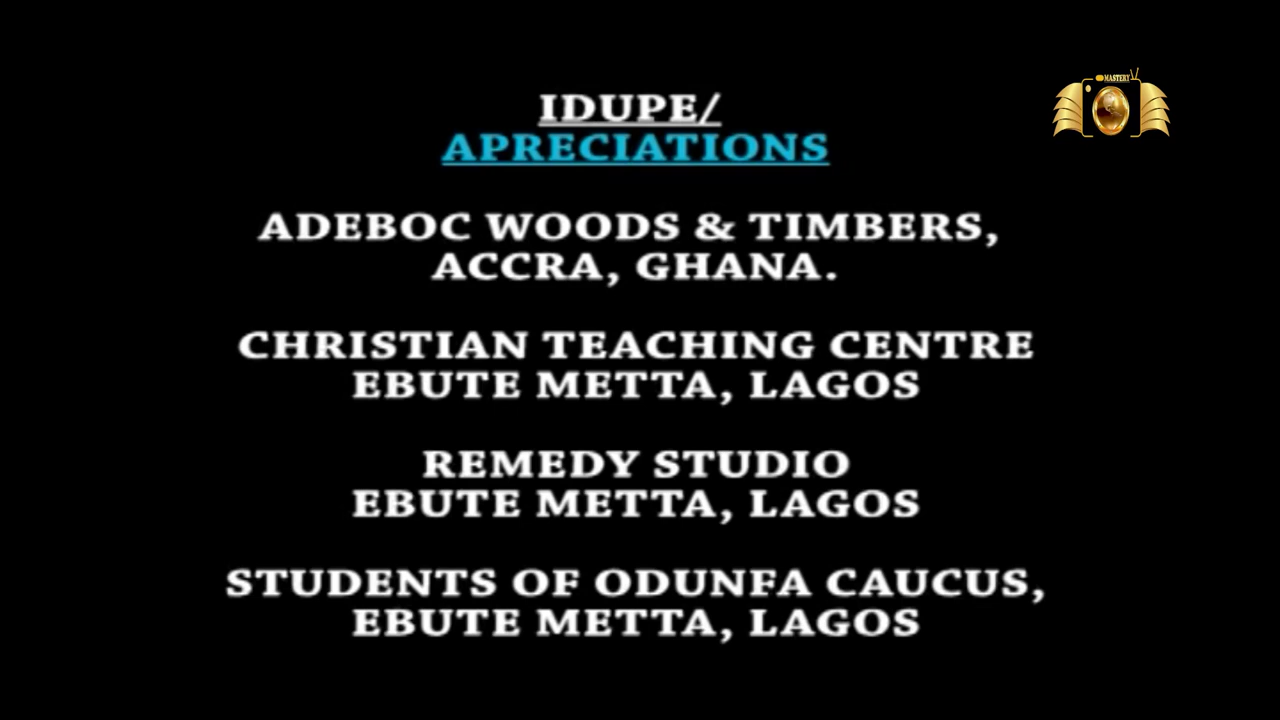 MASTERY
IDUPE/
APRECIATIONS
ADEBOC WOODS & TIMBERS,
ACCRA, GHANA.
CHRISTIAN TEACHING CENTRE
EBUTE METTA, LAGOS
REMEDY STUDIO
EBUTE METTA, LAGOS
STUDENTS OF ODUNFA CAUCUS,
EBUTE METTA, LAGOS